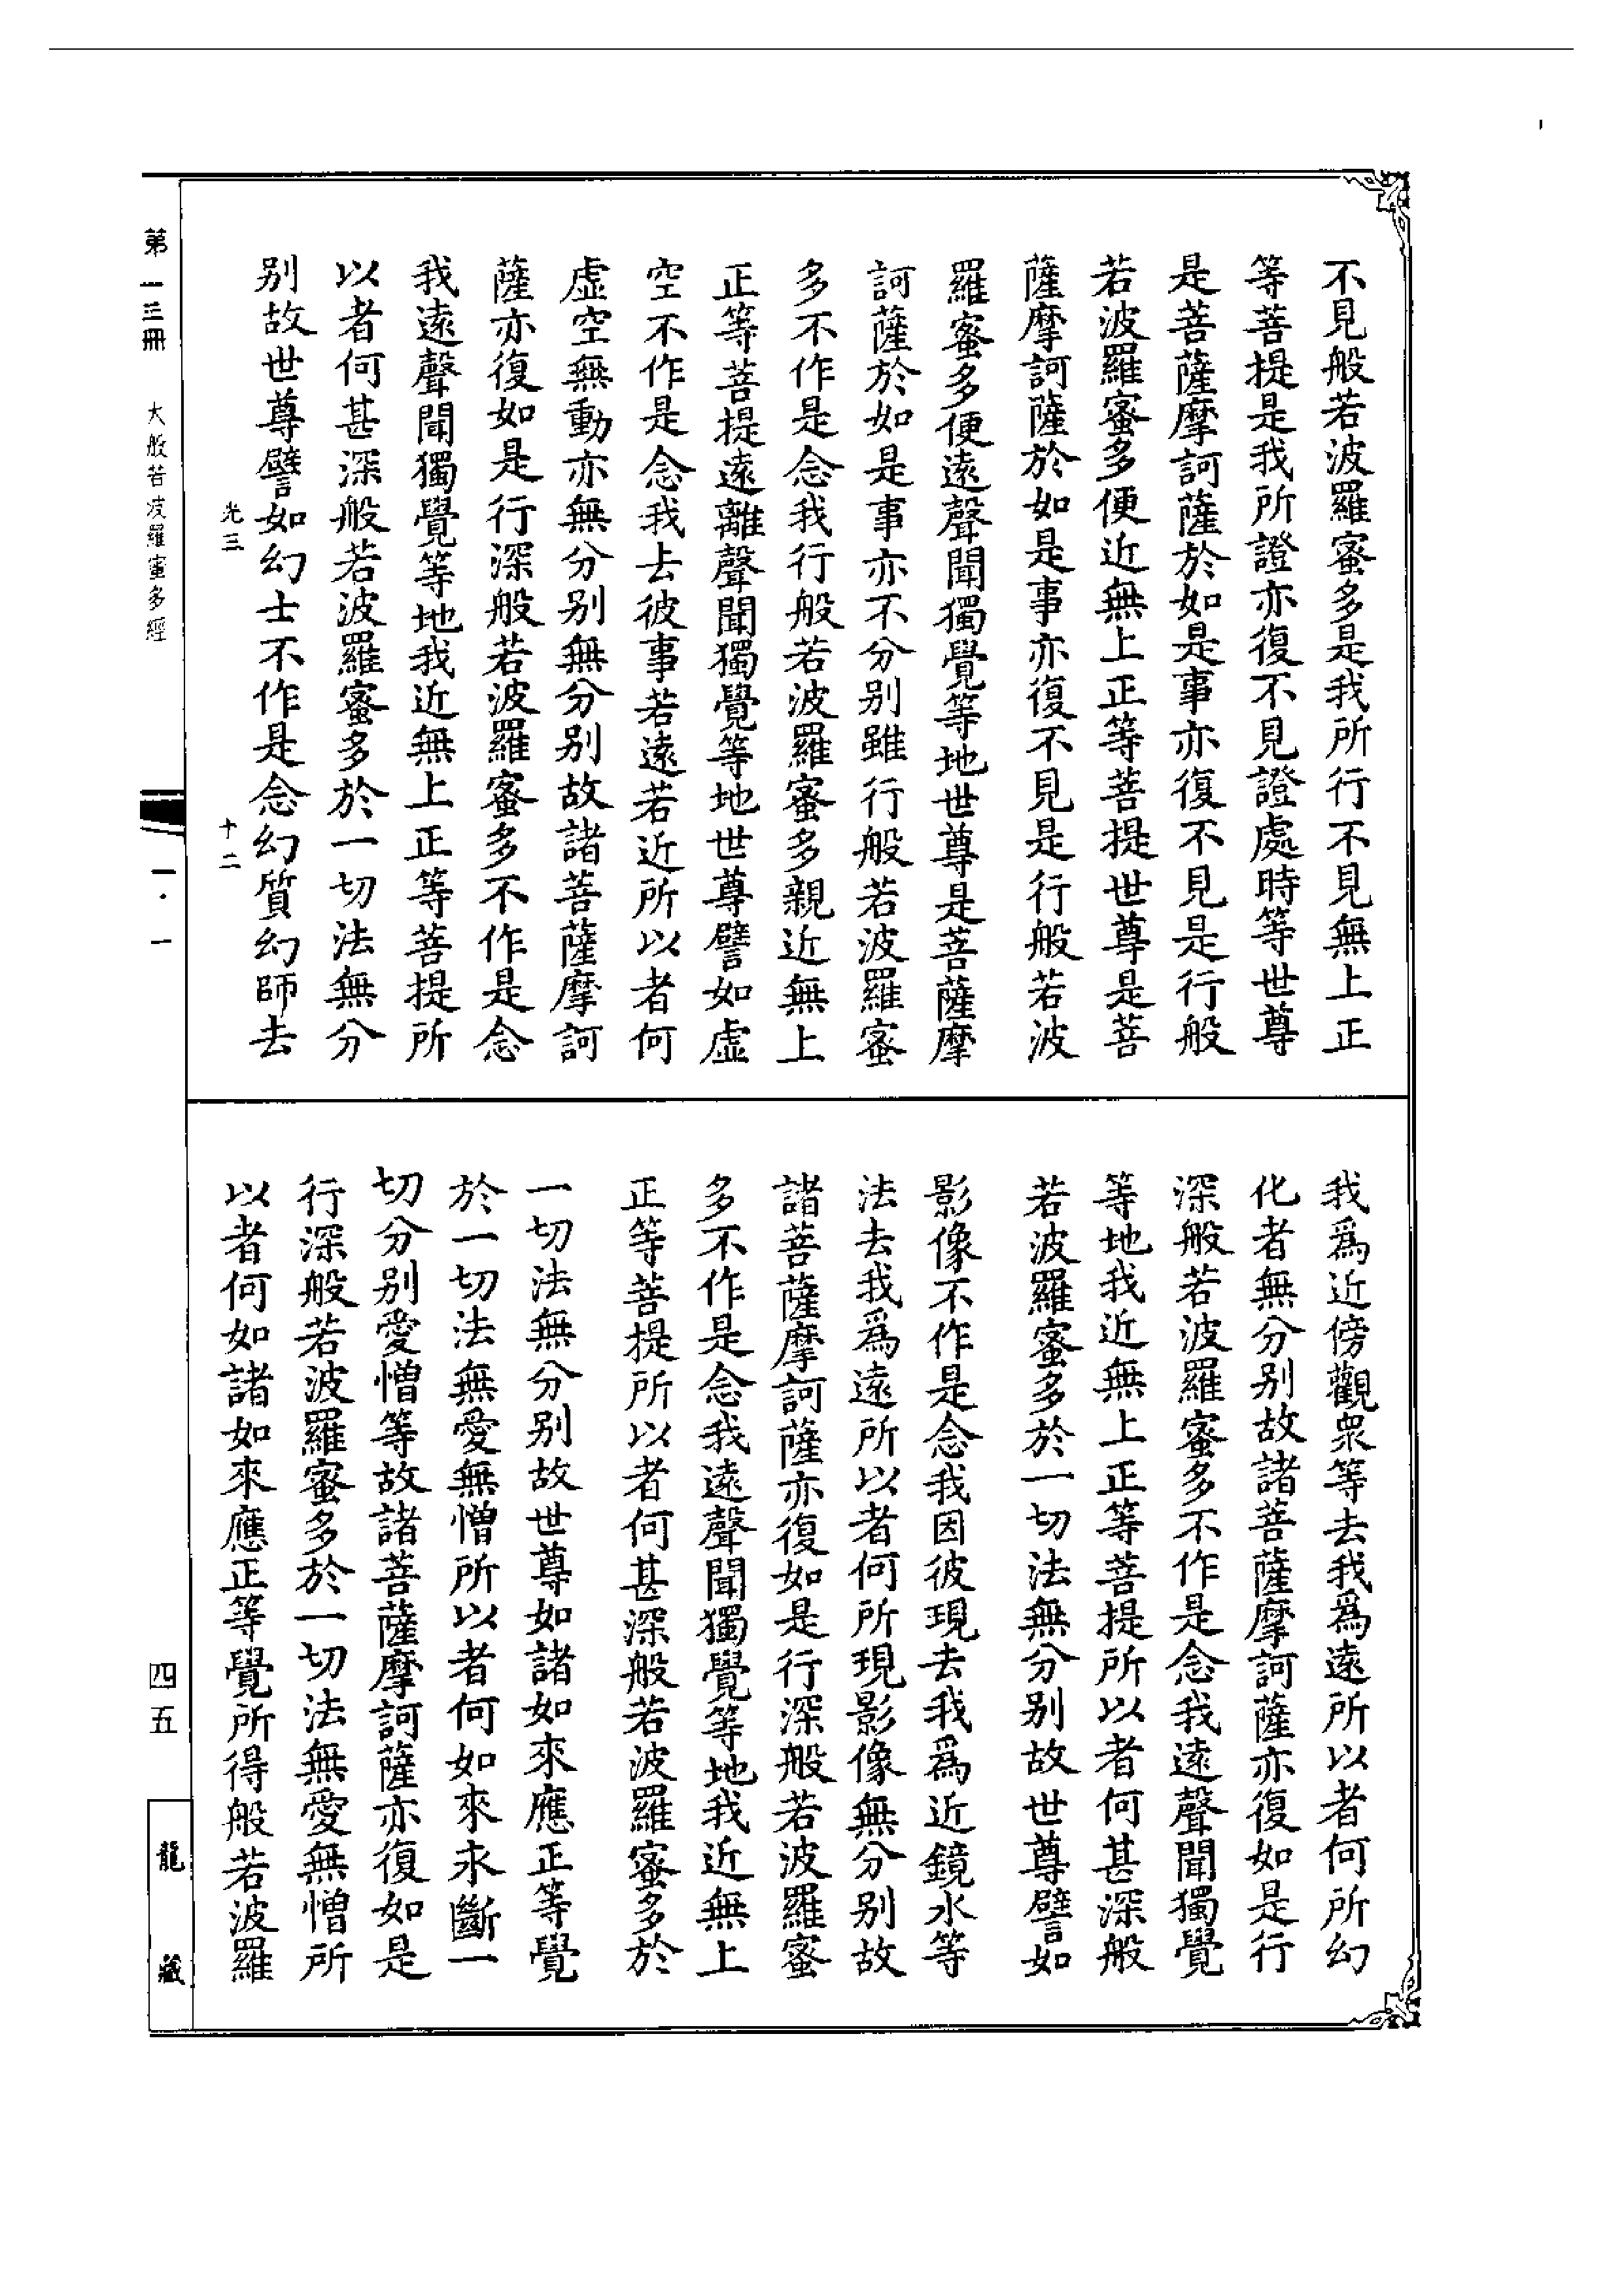 不見般若波羅蜜多是我所行不見無上正
等菩提是我所證亦復不見證處時等世尊
是菩薩摩訶薩於如是事亦復不見是行般
若波羅蜜多便近無上正等菩提世尊是菩
薩摩訶薩於如是事亦復不見是行般若波
羅蜜多便遠聲聞獨覺等地世尊是菩薩摩
訶薩於如是事亦不分別雖行般若波羅蜜
多不作是念我行般若波羅蜜多親近無上
正等菩提遠離聲聞獨覺等地世尊譬如虛
空不作是念我去彼事若遠若近所以者何
虛空無動亦無分別無分別故諸菩薩摩訶
薩亦復如是行深般若波羅蜜多不作是念
我遠聲聞獨覺等地我近無上正等菩提所
以者何甚深般若波羅蜜多於一切法無分
別故世尊譬如幻士不作是念幻質幻師去
光三 十二
我為近傍觀眾等去我為遠所以者何所幻
化者無分別故諸菩薩摩訶薩亦復如是行
深般若波羅蜜多不作是念我遠聲聞獨覺
等地我近無上正等菩提所以者何甚深般
若波羅蜜多於一切法無分別故世尊譬如
影像不作是念我因彼現去我為近鏡水等
法去我為遠所以者何所現影像無分別故
諸菩薩摩訶薩亦復如是行深般若波羅蜜
多不作是念我遠聲聞獨覺等地我近無上
正等菩提所以者何甚深般若波羅蜜多於
一切法無分別故世尊如諸如來應正等覺
於一切法無愛無憎所以者何如來永斷一
切分別愛憎等故諸菩薩摩訶薩亦復如是
行深般若波羅蜜多於一切法無愛無憎所
以者何如諸如來應正等覺所得般若波羅
第一三冊 大般若波羅蜜多經
四五
龍藏